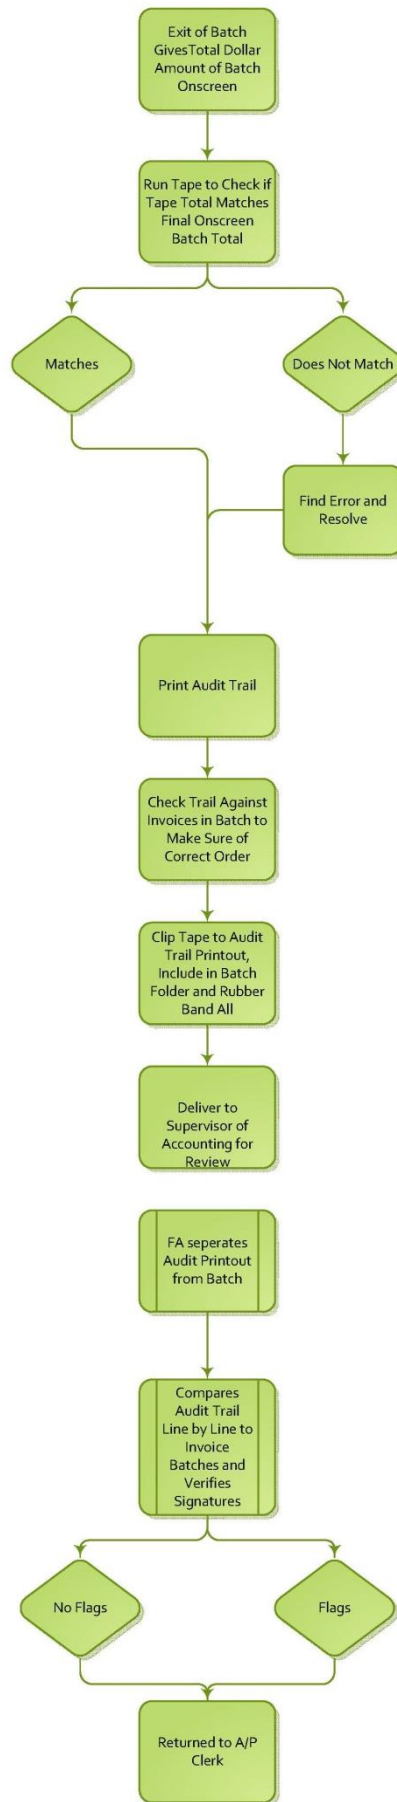 Exit of Batch
GivesTotal Dollar
Amount of Batch
Onscreen
Run Tape to Check if
Tape Total Matches
Final Onscreen
Batch Total
Matches
Does Not Match
Find Error and
Resolve
Print Audit Trail
Check Trail Against
Invoices in Batch to
Make Sure of
Correct Order
Clip Tape to Audit
Trail Printout,
Include in Batch
Folder and Rubber
Band All
Deliver to
Supervisor of
Accounting for
Review
FA seperates
Audit Printout
from Batch
Compares
Audit Trail
Line by Line to
Invoice
Batches and
Verifies
Signatures
No Flags
Flags
Returned to A/P
Clerk